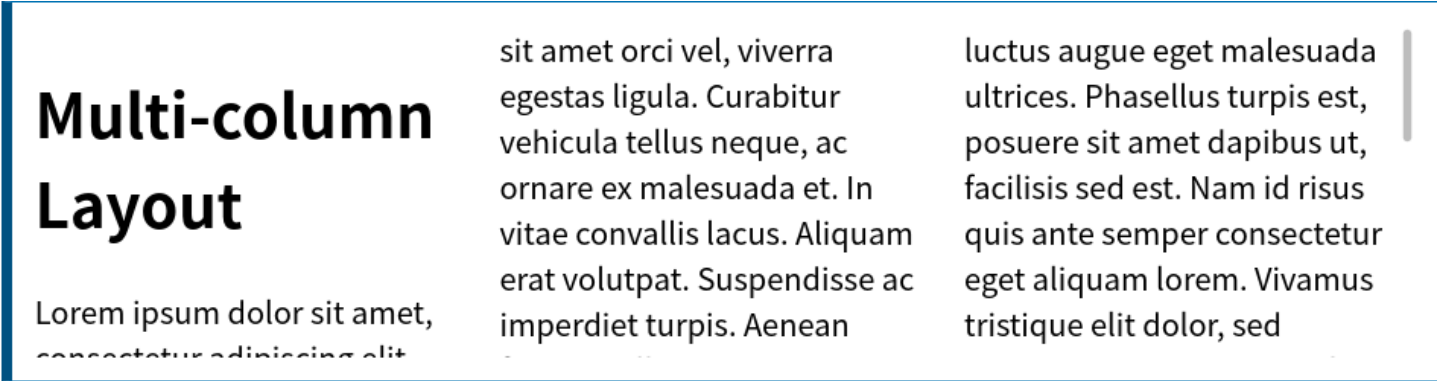 Multi-column
Layout
Lorem ipsum dolor sit amet,
consectetur adipiscing elit
sit amet orci vel, viverra
egestas ligula. Curabitur
vehicula tellus neque, ac
ornare ex malesuada et. In
vitae convallis lacus. Aliquam
erat volutpat. Suspendisse ac
imperdiet turpis. Aenean
luctus augue eget malesuada
ultrices. Phasellus turpis est,
posuere sit amet dapibus ut,
facilisis sed est. Nam id risus
quis ante semper consectetur
eget aliquam lorem. Vivamus
tristique elit dolor, sed